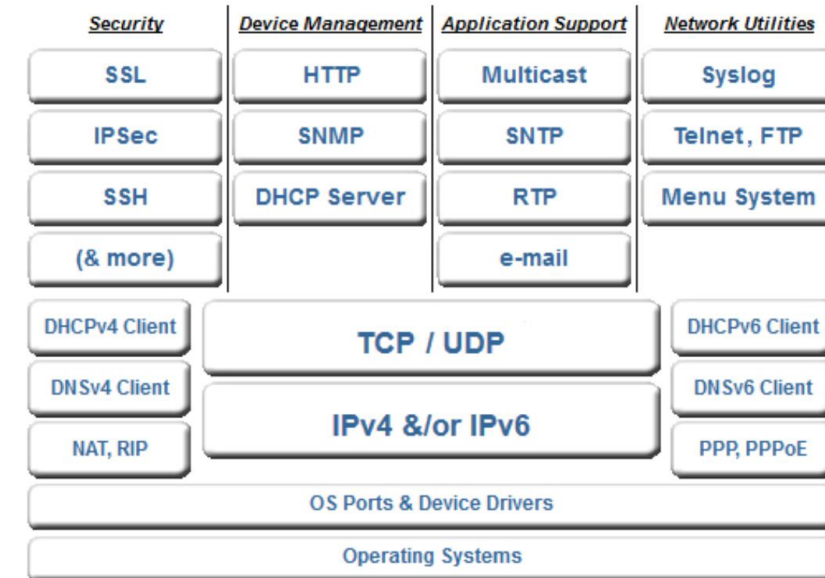 Security
Device Management
Application Support
Network Utilities
SSL
HTTP
Multicast
Syslog
IPSec
SNMP
SNTP
Telnet, FTP
SSH
DHCP Server
RTP
Menu System
(& more)
e-mail
DHCPv4 Client
TCP / UDP
DHCPv6 Client
DNSv4 Client
DNSv6 Client
IPv4 &/or IPv6
NAT, RIP
PPP, PPPoE
OS Ports & Device Drivers
Operating Systems